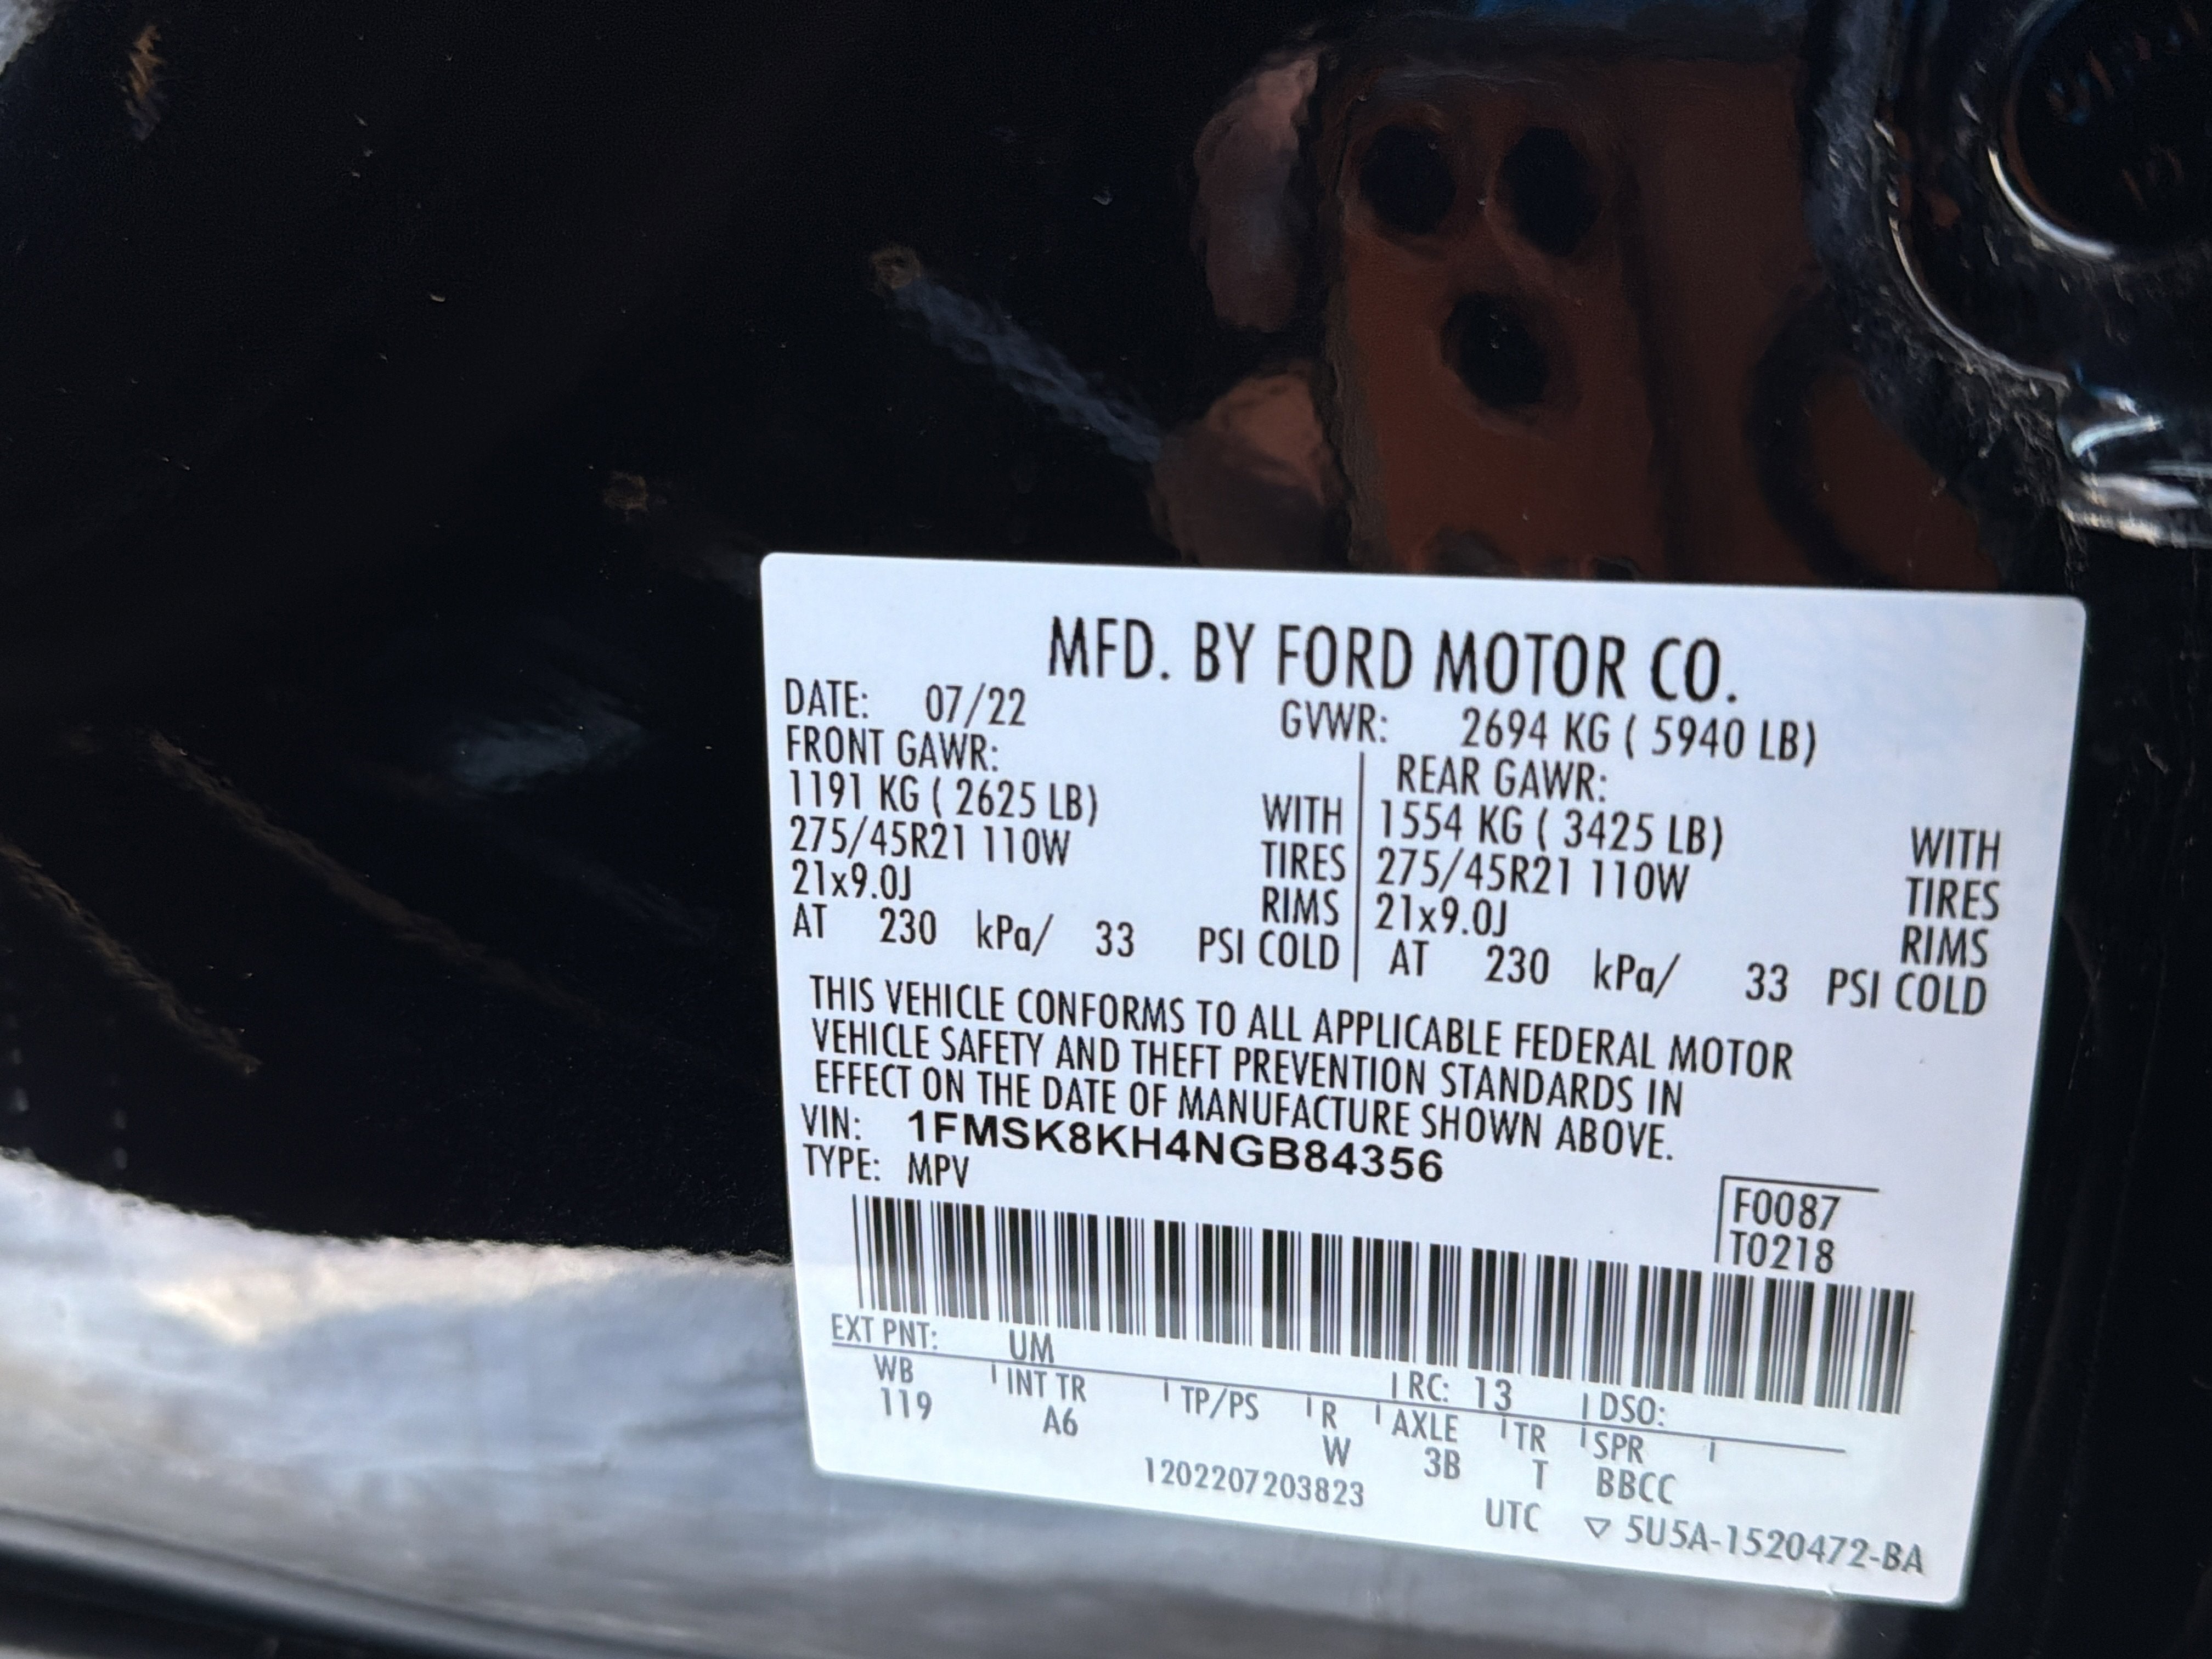 MFD. BY FORD MOTOR CO.
DATE: 07/22 GVWR: 2694 KG ( 5940 LB)
FRONT GAWR: REAR GAWR:
1191 KG ( 2625 LB) WITH 1554 KG ( 3425 LB) WITH
275/45R21 110W TIRES 275/45R21 110W TIRES
21x9.0J RIMS 21x9.0J RIMS
AT 230 kPa/ 33 PSI COLD AT 230 kPa/ 33 PSI COLD
THIS VEHICLE CONFORMS TO ALL APPLICABLE FEDERAL MOTOR
VEHICLE SAFETY AND THEFT PREVENTION STANDARDS IN
EFFECT ON THE DATE OF MANUFACTURE SHOWN ABOVE.
VIN: 1FMSK8KH4NGB84356
TYPE: MPV
F0087
T0218
EXT PNT: UM RC: 13 DSO:
WB INT TR TP/PS R AXLE TR SPR
119 A6 W 3B T BBCC
1202207203823
UTC ▽ 5U5A-1520472-BA